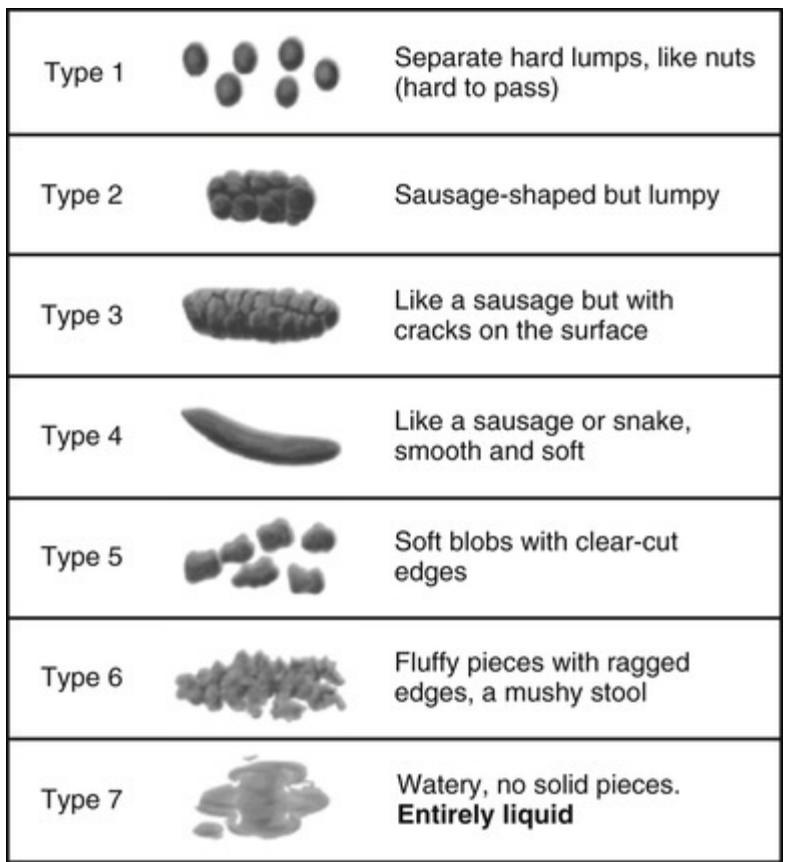 Type 1
Separate hard lumps, like nuts
(hard to pass)
Type 2
Sausage-shaped but lumpy
Type 3
Like a sausage but with
cracks on the surface
Type 4
Like a sausage or snake,
smooth and soft
Type 5
Soft blobs with clear-cut
edges
Type 6
Fluffy pieces with ragged
edges, a mushy stool
Type 7
Watery, no solid pieces.
Entirely liquid